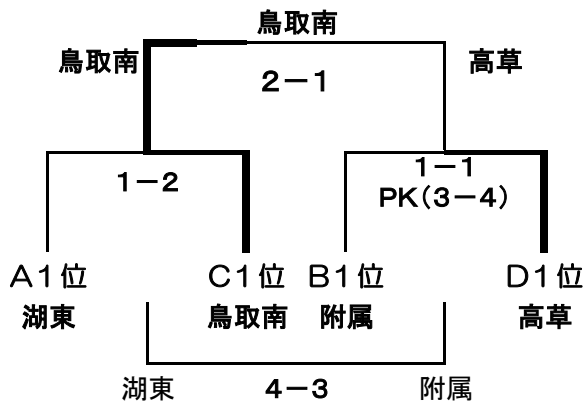 鳥取南
鳥取南
高草
2－1
1－2
1－1
PK(3－4)
A1位
C1位
B1位
D1位
湖東
鳥取南
附属
高草
湖東
4－3
附属